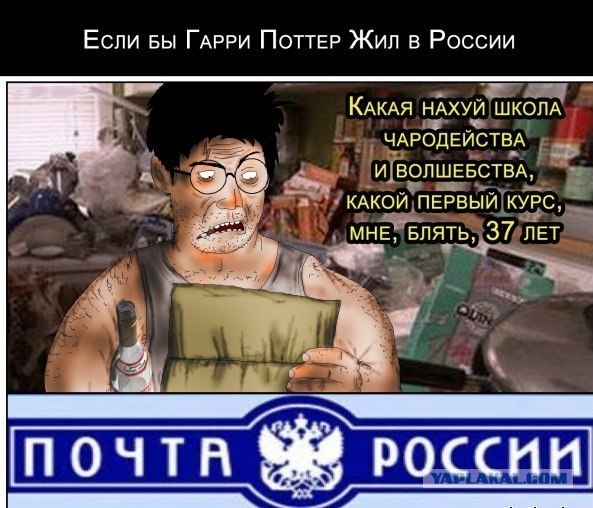 Если бы Гарри Поттер Жил в России
Какая нахуй школа
чародейства
и волшебства,
какой первый курс,
мне, блять, 37 лет
QUIN
ПОЧТА РОССИИ
YAPLAKAL.COM